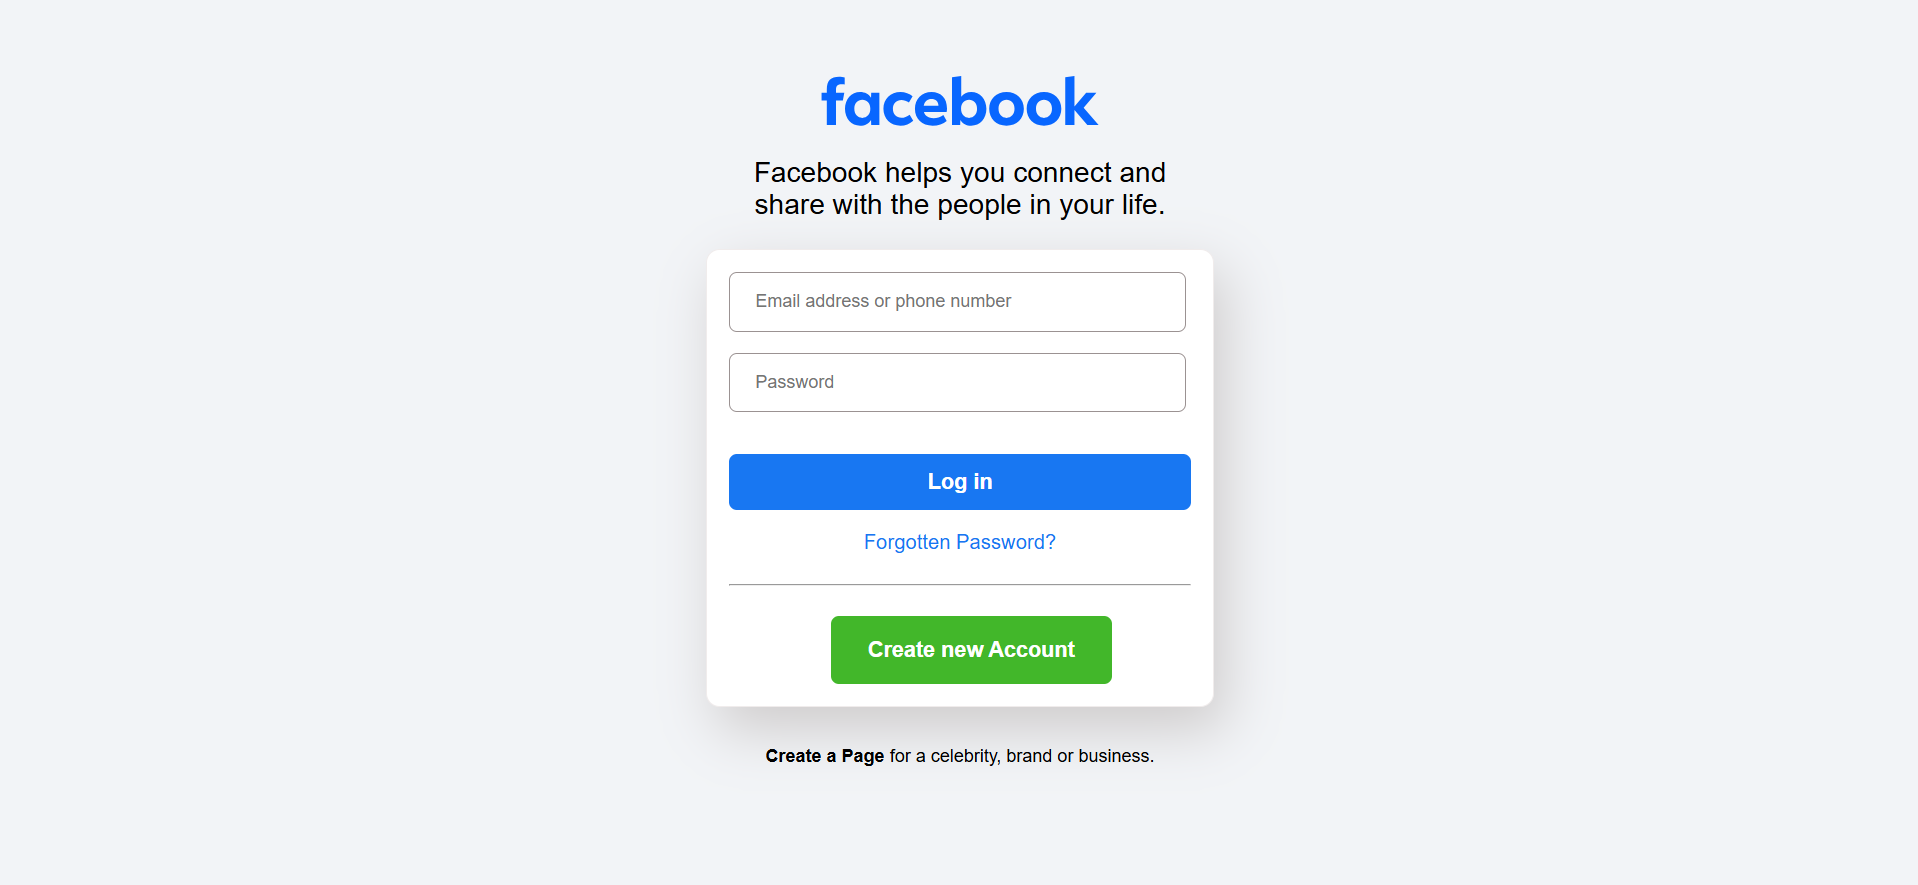 facebook
Facebook helps you connect and
share with the people in your life.
Email address or phone number
Password
Log in
Forgotten Password?
Create new Account
Create a Page for a celebrity, brand or business.